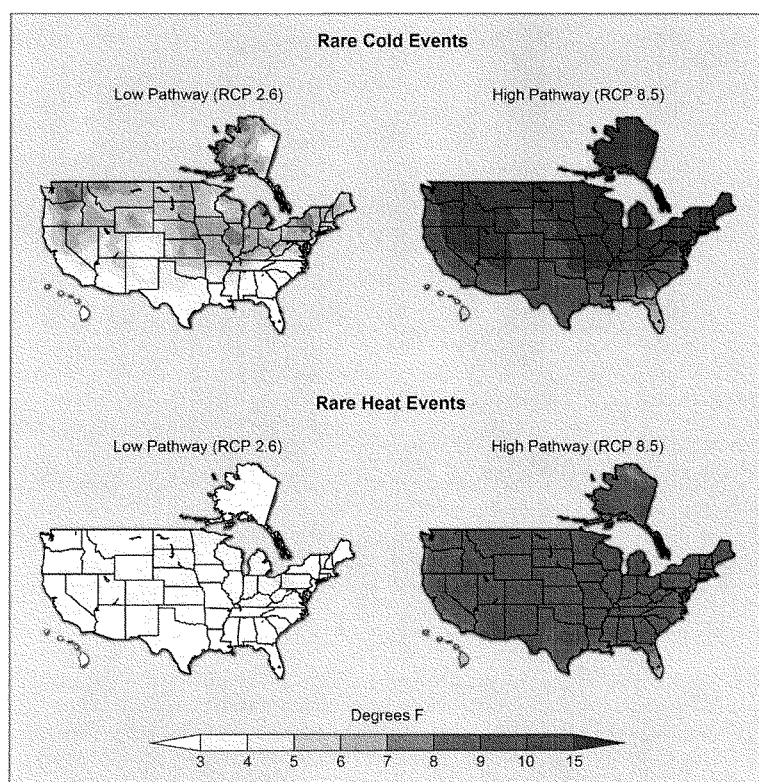 Rare Cold Events
Low Pathway (RCP 2.6) High Pathway (RCP 8.5)
Rare Heat Events
Low Pathway (RCP 2.6) High Pathway (RCP 8.5)
Degrees F
3 4 5 6 7 8 9 10 15